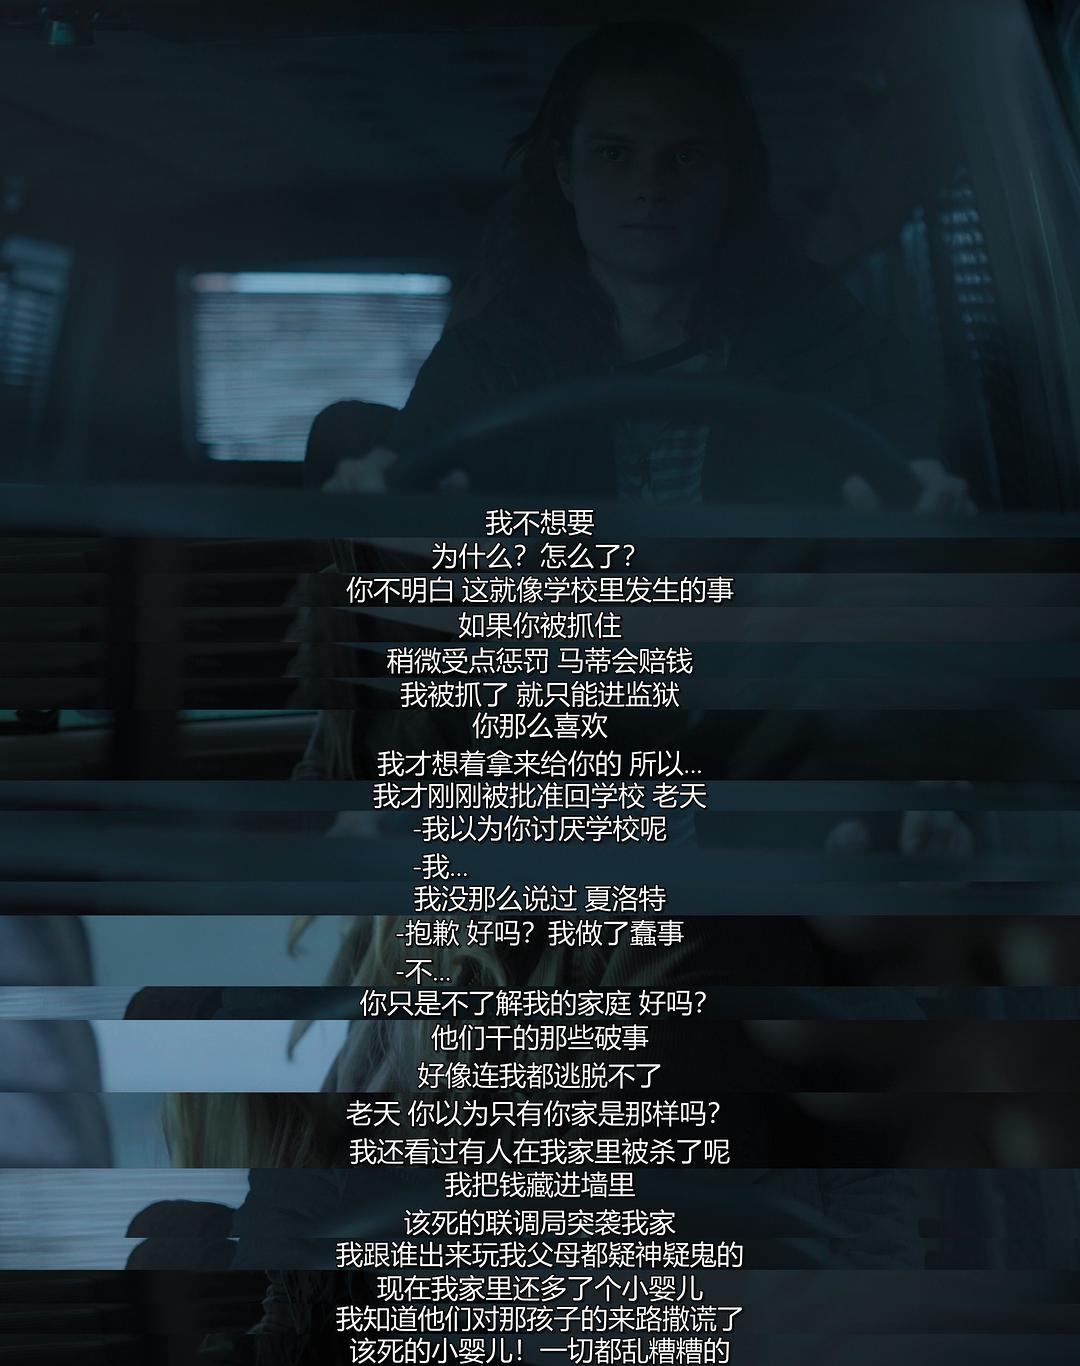 我不想要
为什么？怎么了？
你不明白 这就像学校里发生的事
如果你被抓住
稍微受点惩罚 马蒂会赔钱
我被抓了 就只能进监狱
你那么喜欢
我才想着拿来给你的 所以...
我才刚刚被批准回学校 老天
-我以为你讨厌学校呢
-我...
我没那么说过 夏洛特
-抱歉 好吗？我做了蠢事
-不...
你只是不了解我的家庭 好吗？
他们干的那些破事
好像连我都逃脱不了
老天 你以为只有你家是那样吗？
我还看过有人在我家里被杀了呢
我把钱藏进墙里
该死的联调局突袭我家
我跟谁出来玩我父母都疑神疑鬼的
现在我家里还多了个小婴儿
我知道他们对那孩子的来路撒谎了
该死的小婴儿！一切都乱糟糟的